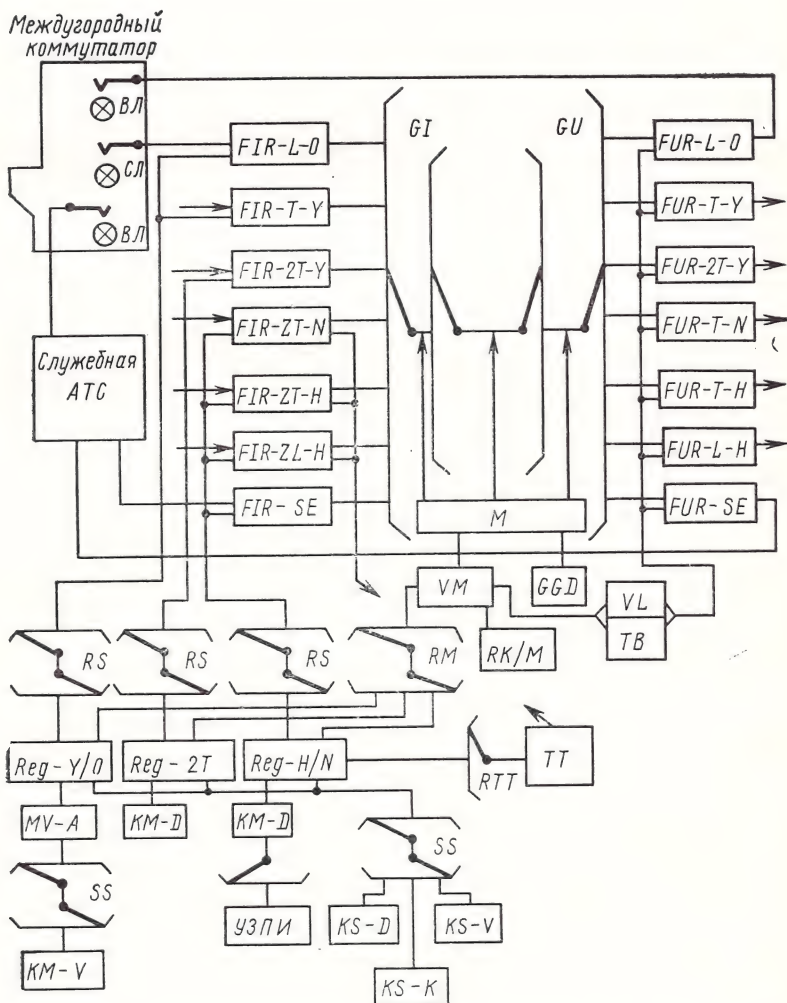 Междугородный
коммутатор
ВЛ
СЛ
ВЛ
Служебная
АТС
FIR-L-O
FIR-T-Y
FIR-2T-Y
FIR-ZT-N
FIR-ZT-H
FIR-ZL-H
FIR-SE
GI
GU
FUR-L-O
FUR-T-Y
FUR-2T-Y
FUR-T-N
FUR-T-H
FUR-L-H
FUR-SE
M
VM
GGD
VL
TB
RK/M
RS
RS
RS
RM
Reg-Y/O
Reg-2T
Reg-H/N
RTT
TT
MV-A
KM-D
KM-D
SS
SS
УЗПИ
KS-D
KS-V
KM-V
KS-K